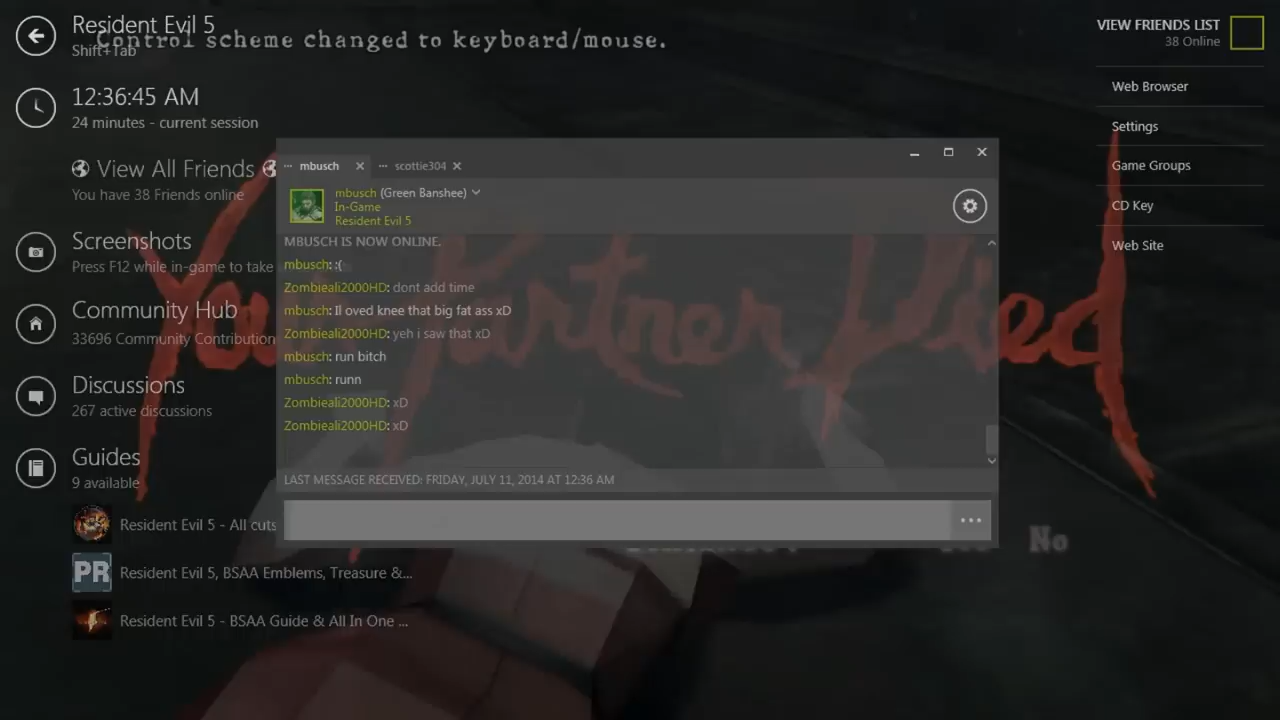 Resident Evil 5
Shift+Tab
Control scheme changed to keyboard/mouse.
VIEW FRIENDS LIST
38 Online
12:36:45 AM
24 minutes - current session
Web Browser
Settings
Game Groups
CD Key
Web Site
View All Friends
You have 38 Friends online
Screenshots
Press F12 while in-game to take
Community Hub
33696 Community Contribution
Discussions
267 active discussions
Guides
9 available
Resident Evil 5 - All cuts
PR
Resident Evil 5, BSAA Emblems, Treasure &...
Resident Evil 5 - BSAA Guide & All In One ...
mbusch
scottie304
mbusch (Green Banshee)
In-Game
Resident Evil 5
MBUSCH IS NOW ONLINE.
mbusch: :(
Zombieali2000HD: dont add time
mbusch: Il oved knee that big fat ass xD
Zombieali2000HD: yeh i saw that xD
mbusch: run bitch
mbusch: runn
Zombieali2000HD: xD
Zombieali2000HD: xD
LAST MESSAGE RECEIVED: FRIDAY, JULY 11, 2014 AT 12:36 AM
Your Partner Died
No